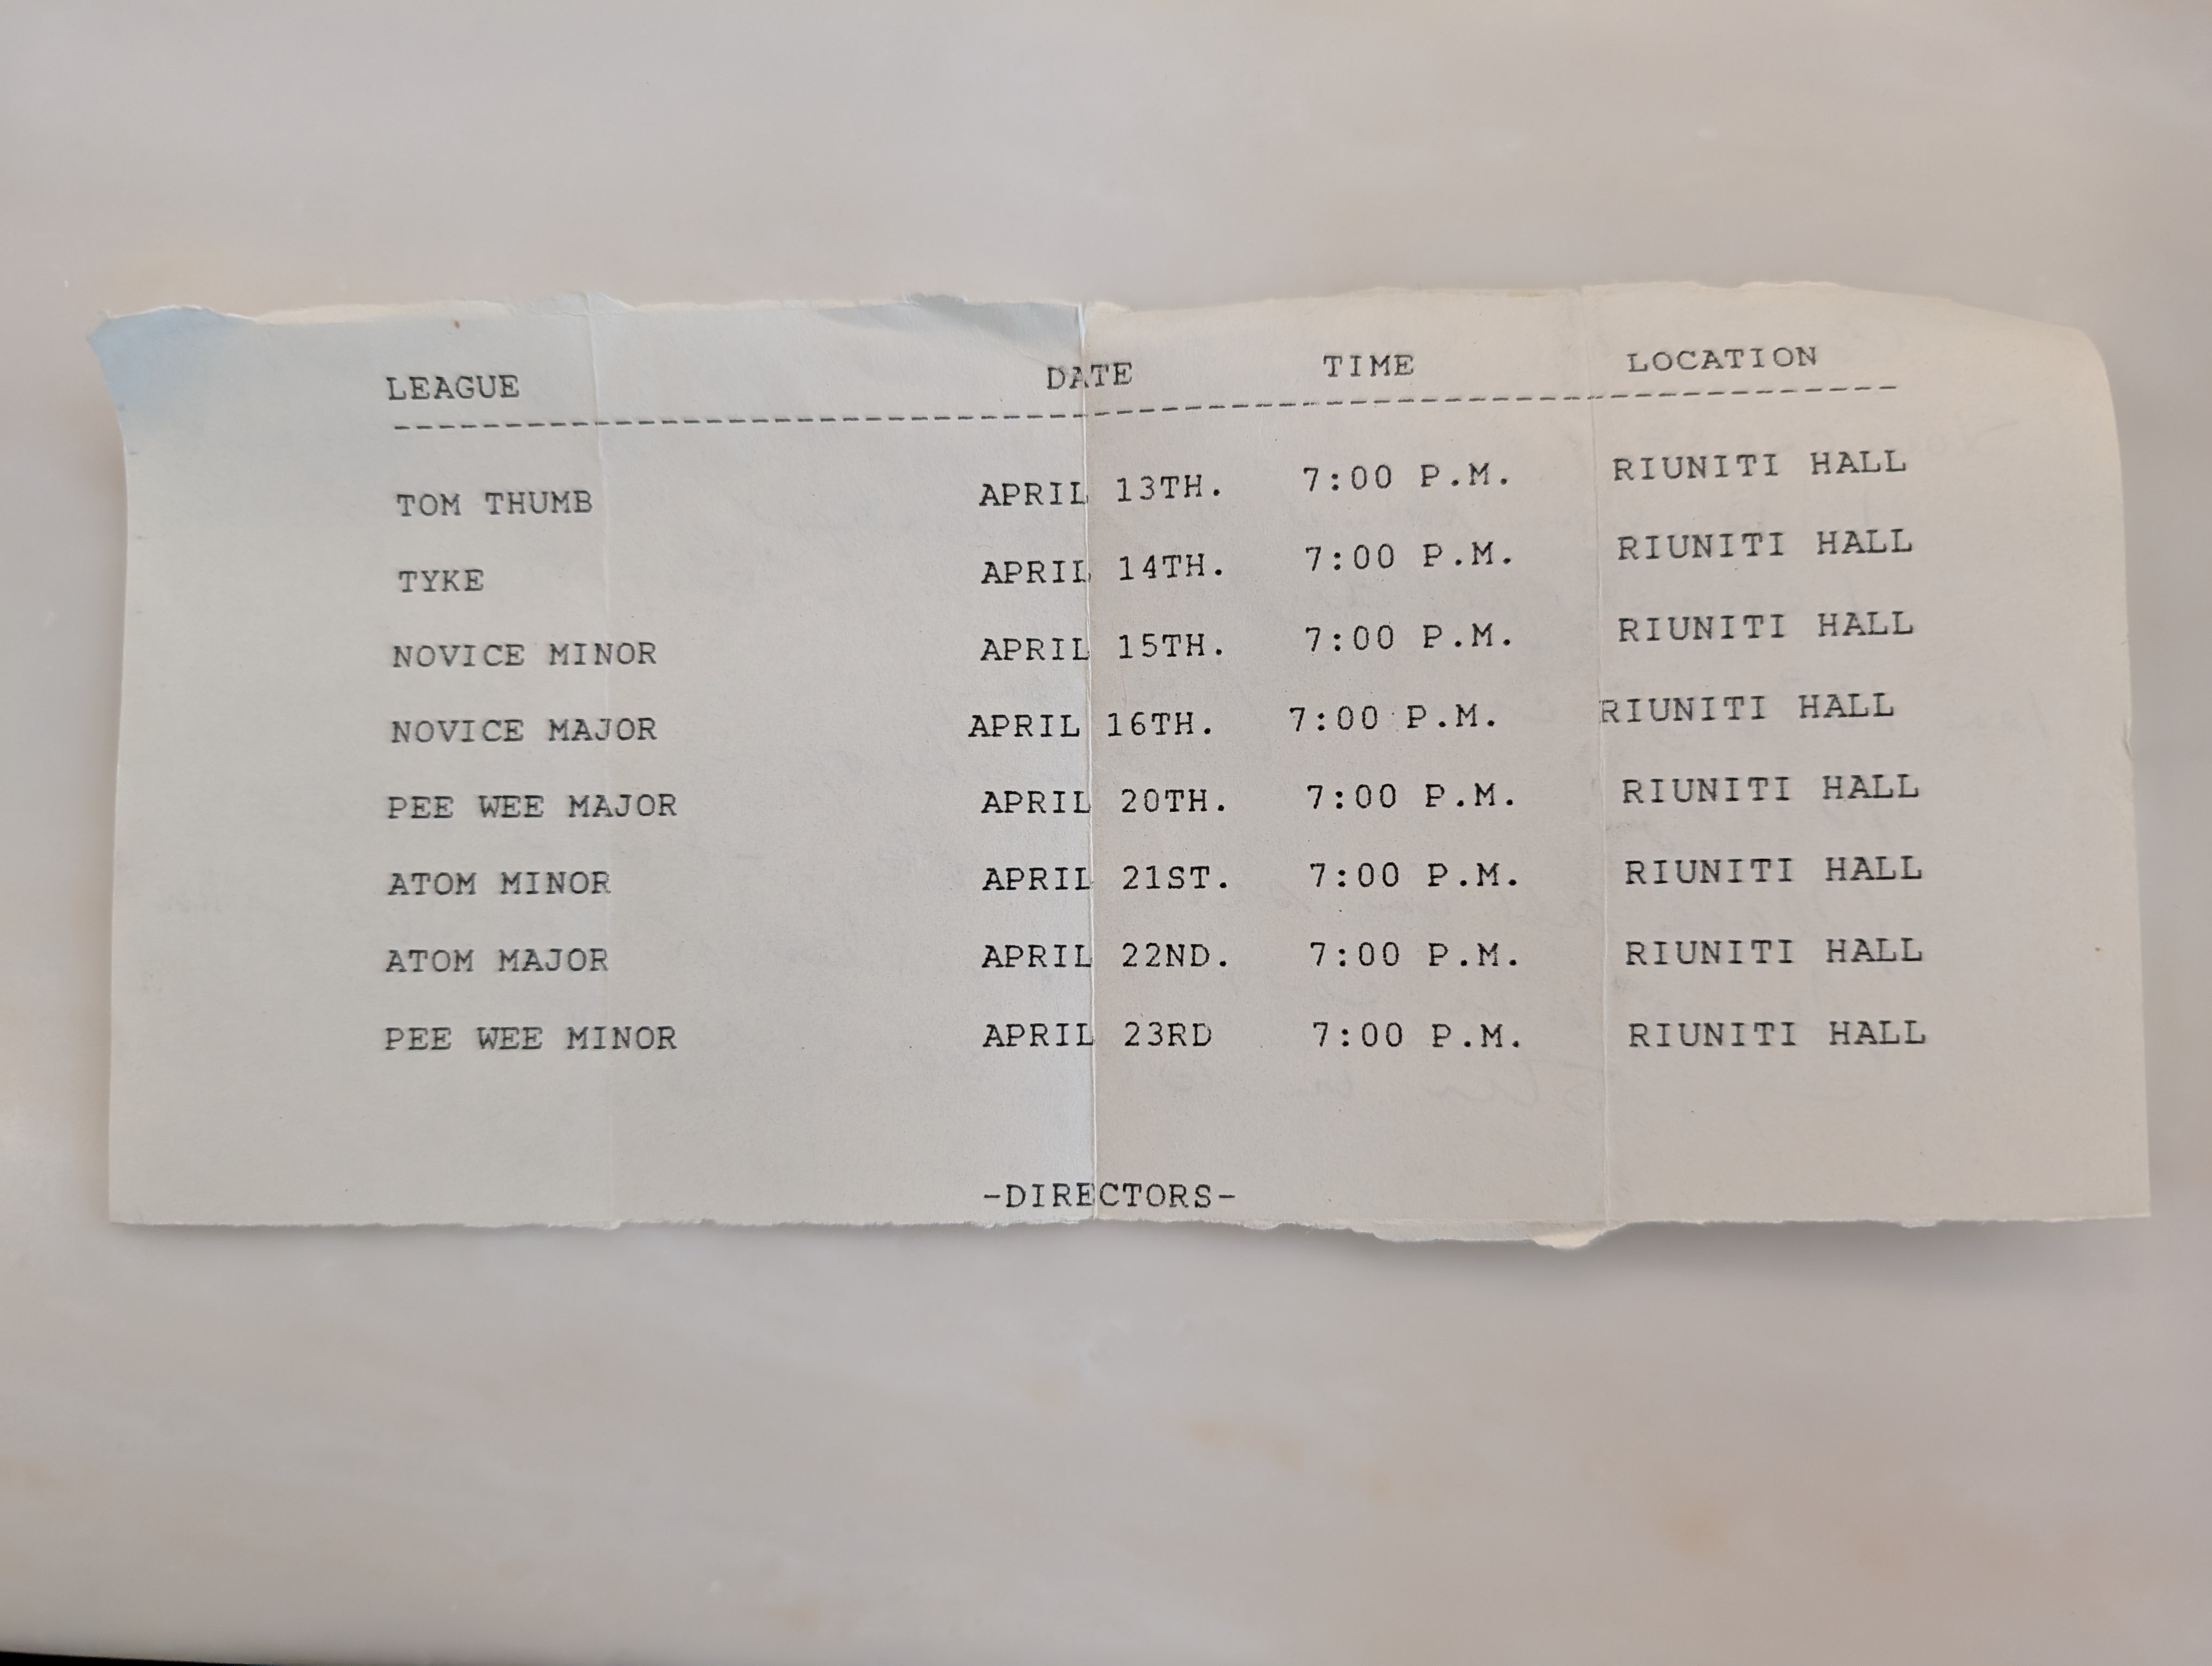 LEAGUE DATE TIME LOCATION
TOM THUMB APRIL 13TH. 7:00 P.M. RIUNITI HALL
TYKE APRIL 14TH. 7:00 P.M. RIUNITI HALL
NOVICE MINOR APRIL 15TH. 7:00 P.M. RIUNITI HALL
NOVICE MAJOR APRIL 16TH. 7:00 P.M. RIUNITI HALL
PEE WEE MAJOR APRIL 20TH. 7:00 P.M. RIUNITI HALL
ATOM MINOR APRIL 21ST. 7:00 P.M. RIUNITI HALL
ATOM MAJOR APRIL 22ND. 7:00 P.M. RIUNITI HALL
PEE WEE MINOR APRIL 23RD 7:00 P.M. RIUNITI HALL
-DIRECTORS-